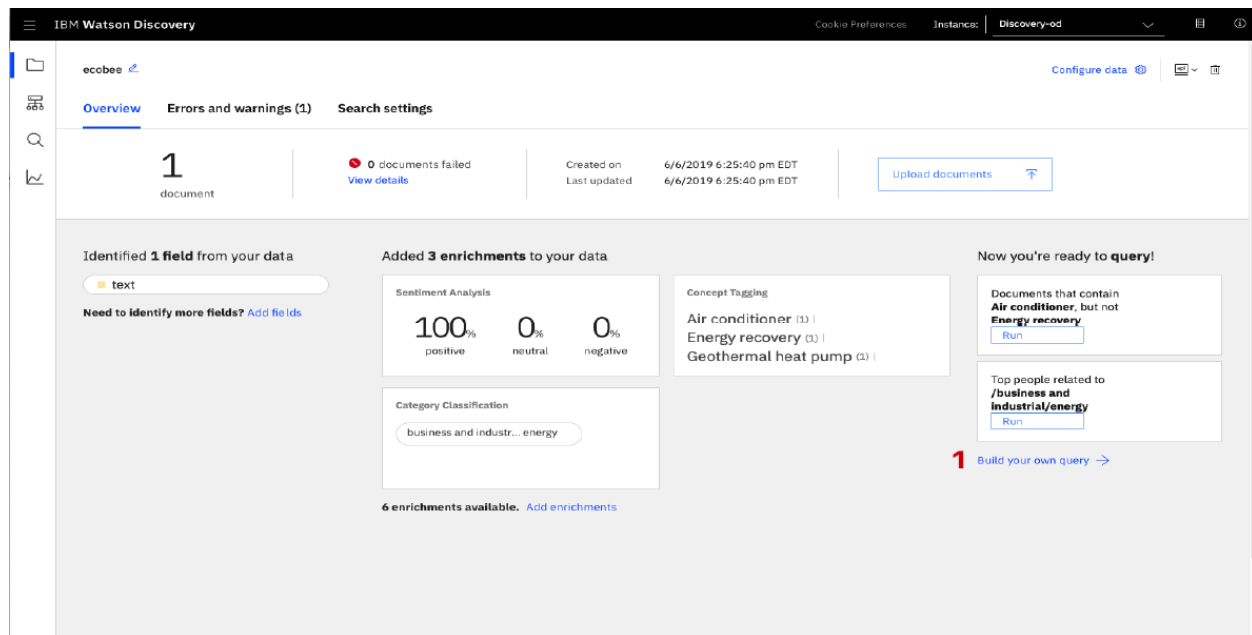 IBM Watson Discovery
Cookie Preferences
Instance:
Discovery-od
ecobee
Configure data
Overview
Errors and warnings (1)
Search settings
1
document
0 documents failed
View details
Created on 6/6/2019 6:25:40 pm EDT
Last updated 6/6/2019 6:25:40 pm EDT
Upload documents
Identified 1 field from your data
text
Need to identify more fields? Add fields
Added 3 enrichments to your data
Sentiment Analysis
100% 0% 0%
positive neutral negative
Concept Tagging
Air conditioner (1)
Energy recovery (1)
Geothermal heat pump (1)
Category Classification
business and industr... energy
6 enrichments available. Add enrichments
Now you're ready to query!
Documents that contain
Air conditioner, but not
Energy recovery
Run
Top people related to
/business and
industrial/energy
Run
1 Build your own query